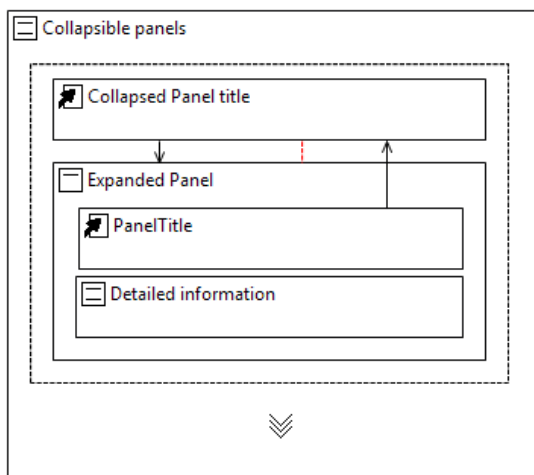 Collapsible panels
Collapsed Panel title
Expanded Panel
PanelTitle
Detailed information